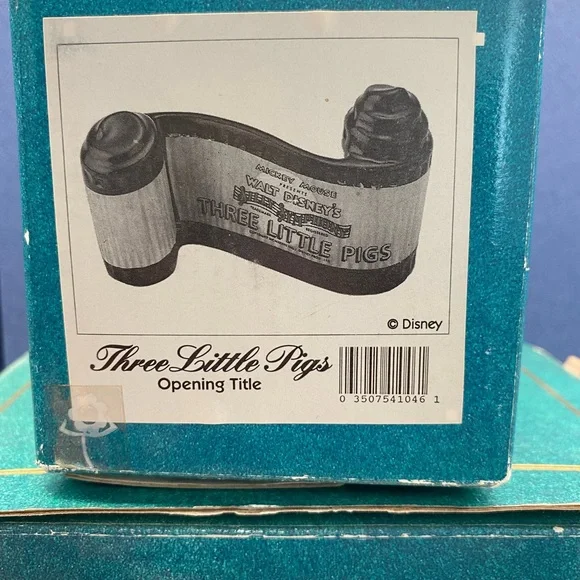 MICKEY MOUSE
PRESENTS
WALT DISNEY'S
THREE LITTLE PIGS
© Disney
Three Little Pigs
Opening Title
0 3507541046 1